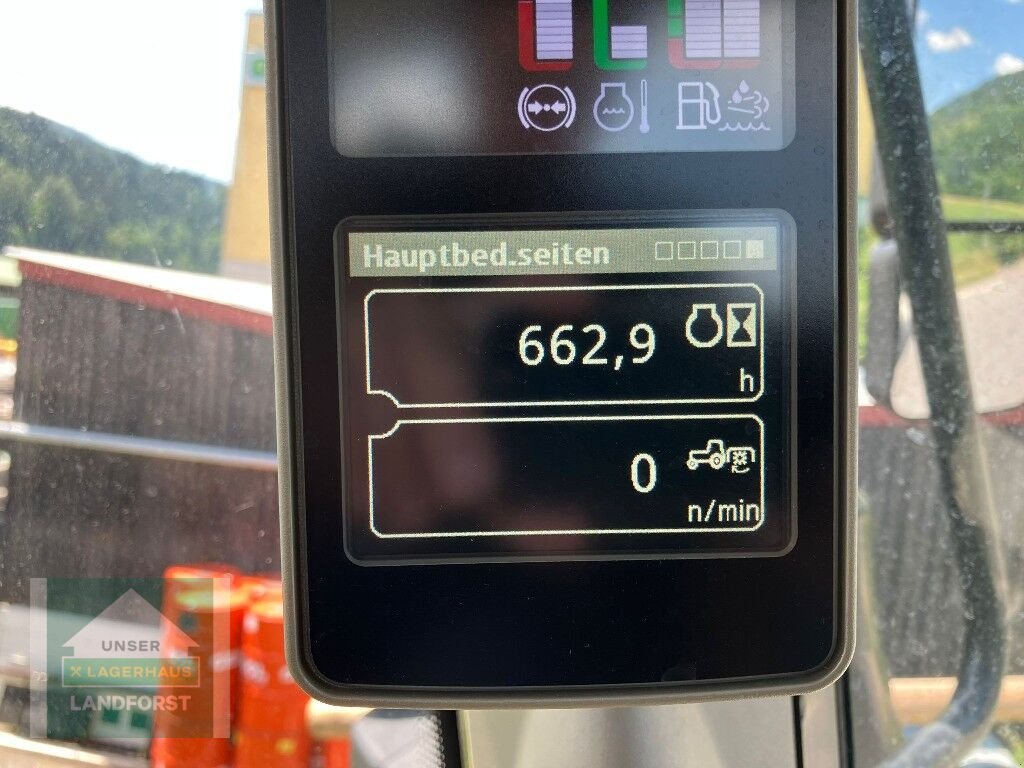 Hauptbed.seiten
662,9
h
0
n/min
UNSER
LAGERHAUS
LANDFORST